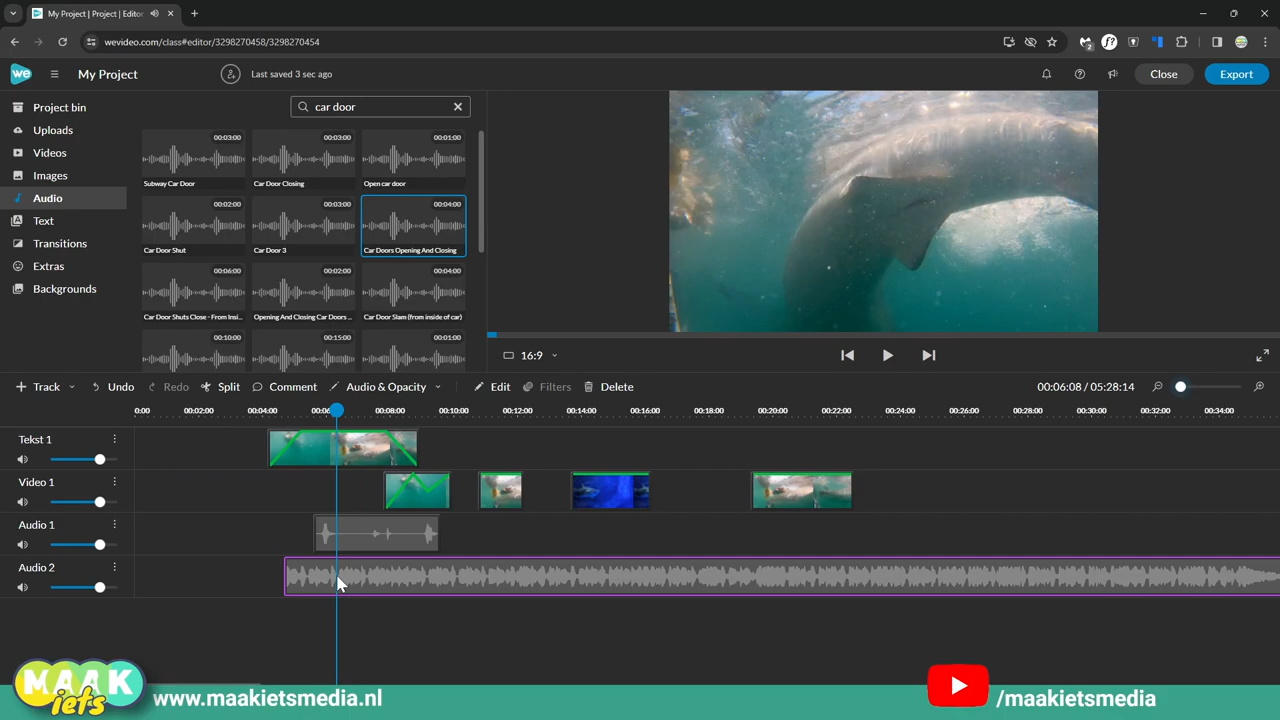 My Project | Project | Editor
wevideo.com/class#editor/3298270458/3298270454
2
we
My Project
Last saved 3 sec ago
Close
Export
Project bin
Uploads
Videos
Images
Audio
Text
Transitions
Extras
Backgrounds
car door
00:03:00
00:03:00
00:01:00
Subway Car Door
Car Door Closing
Open car door
00:02:00
00:03:00
00:04:00
Car Door Shut
Car Door 3
Car Doors Opening And Closing
00:06:00
00:02:00
00:04:00
Car Door Shuts Close - From Insi...
Opening And Closing Car Doors ...
Car Door Slam (from inside of car)
00:10:00
00:15:00
00:01:00
16:9
Track
Undo
Redo
Split
Comment
Audio & Opacity
Edit
Filters
Delete
00:06:08 / 05:28:14
0:00
00:02:00
00:04:00
00:06
00:08:00
00:10:00
00:12:00
00:14:00
00:16:00
00:18:00
00:20:00
00:22:00
00:24:00
00:26:00
00:28:00
00:30:00
00:32:00
00:34:00
Tekst 1
Video 1
Audio 1
Audio 2
MAAK
iets
www.maakietsmedia.nl
/maakietsmedia